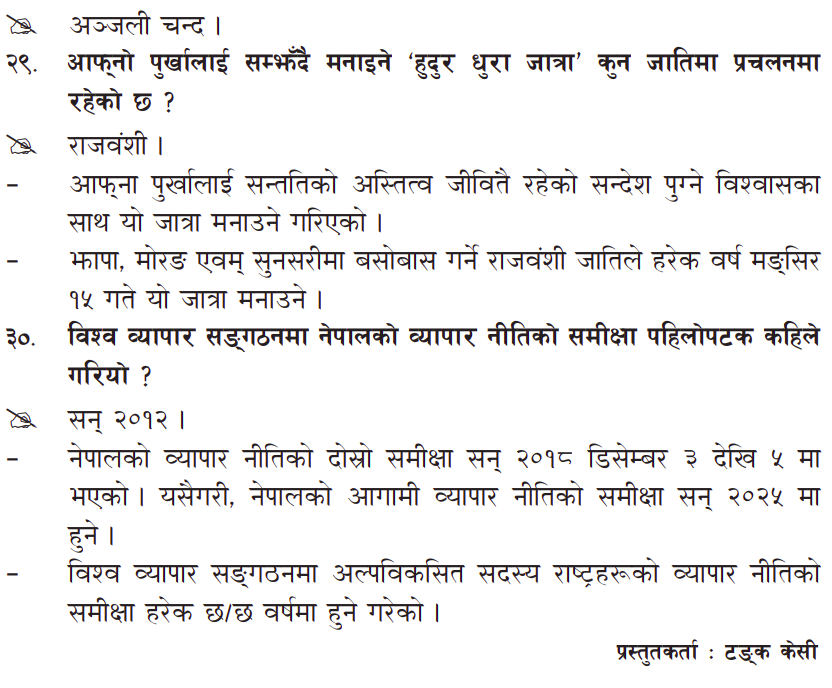 अञ्जली चन्द ।
२९. आफ्नो पुर्खालाई सम्झँदै मनाइने ‘हुदुर धुरा जात्रा’ कुन जातिमा प्रचलनमा
रहेको छ ?
राजवंशी ।
– आफ्ना पुर्खालाई सन्ततिको अस्तित्व जीवितै रहेको सन्देश पुग्ने विश्वासका
साथ यो जात्रा मनाउने गरिएको ।
– झापा, मोरङ एवम् सुनसरीमा बसोबास गर्ने राजवंशी जातिले हरेक वर्ष मङ्सिर
१५ गते यो जात्रा मनाउने ।
३०. विश्व व्यापार सङ्गठनमा नेपालको व्यापार नीतिको समीक्षा पहिलोपटक कहिले
गरियो ?
सन् २०१२ ।
– नेपालको व्यापार नीतिको दोस्रो समीक्षा सन् २०१८ डिसेम्बर ३ देखि ५ मा
भएको । यसैगरी, नेपालको आगामी व्यापार नीतिको समीक्षा सन् २०२५ मा
हुने ।
– विश्व व्यापार सङ्गठनमा अल्पविकसित सदस्य राष्ट्रहरूको व्यापार नीतिको
समीक्षा हरेक छ/छ वर्षमा हुने गरेको ।
प्रस्तुतकर्ता : टङ्क केसी